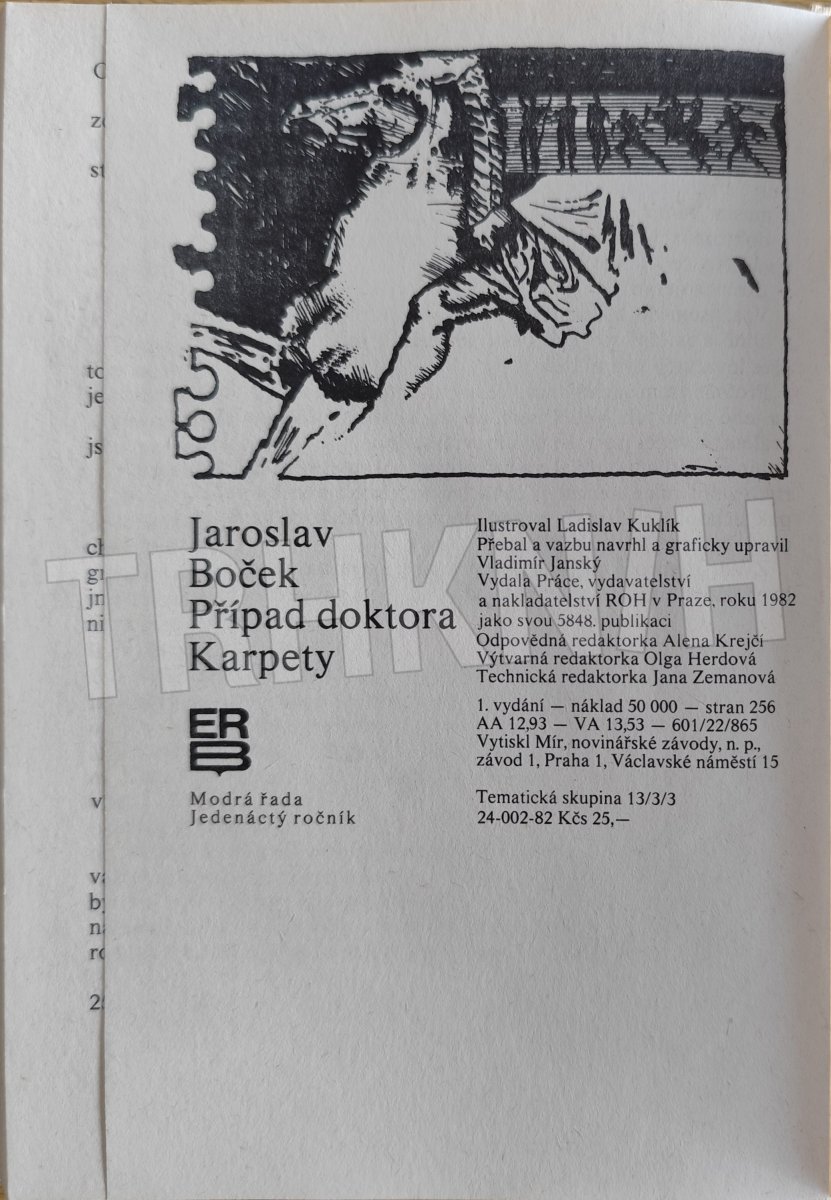 Jaroslav
Boček
Případ doktora
Karpety
ER
B
Modrá řada
Jedenáctý ročník
Ilustroval Ladislav Kuklík
Přebal a vazbu navrhl a graficky upravil
Vladimír Janský
Vydala Práce, vydavatelství
a nakladatelství ROH v Praze, roku 1982
jako svou 5848. publikaci
Odpovědná redaktorka Alena Krejčí
Výtvarná redaktorka Olga Herdová
Technická redaktorka Jana Zemanová
1. vydání — náklad 50 000 — stran 256
AA 12,93 — VA 13,53 — 601/22/865
Vytiskl Mír, novinářské závody, n. p.,
závod 1, Praha 1, Václavské náměstí 15
Tematická skupina 13/3/3
24-002-82 Kčs 25,—
TRHKNIH